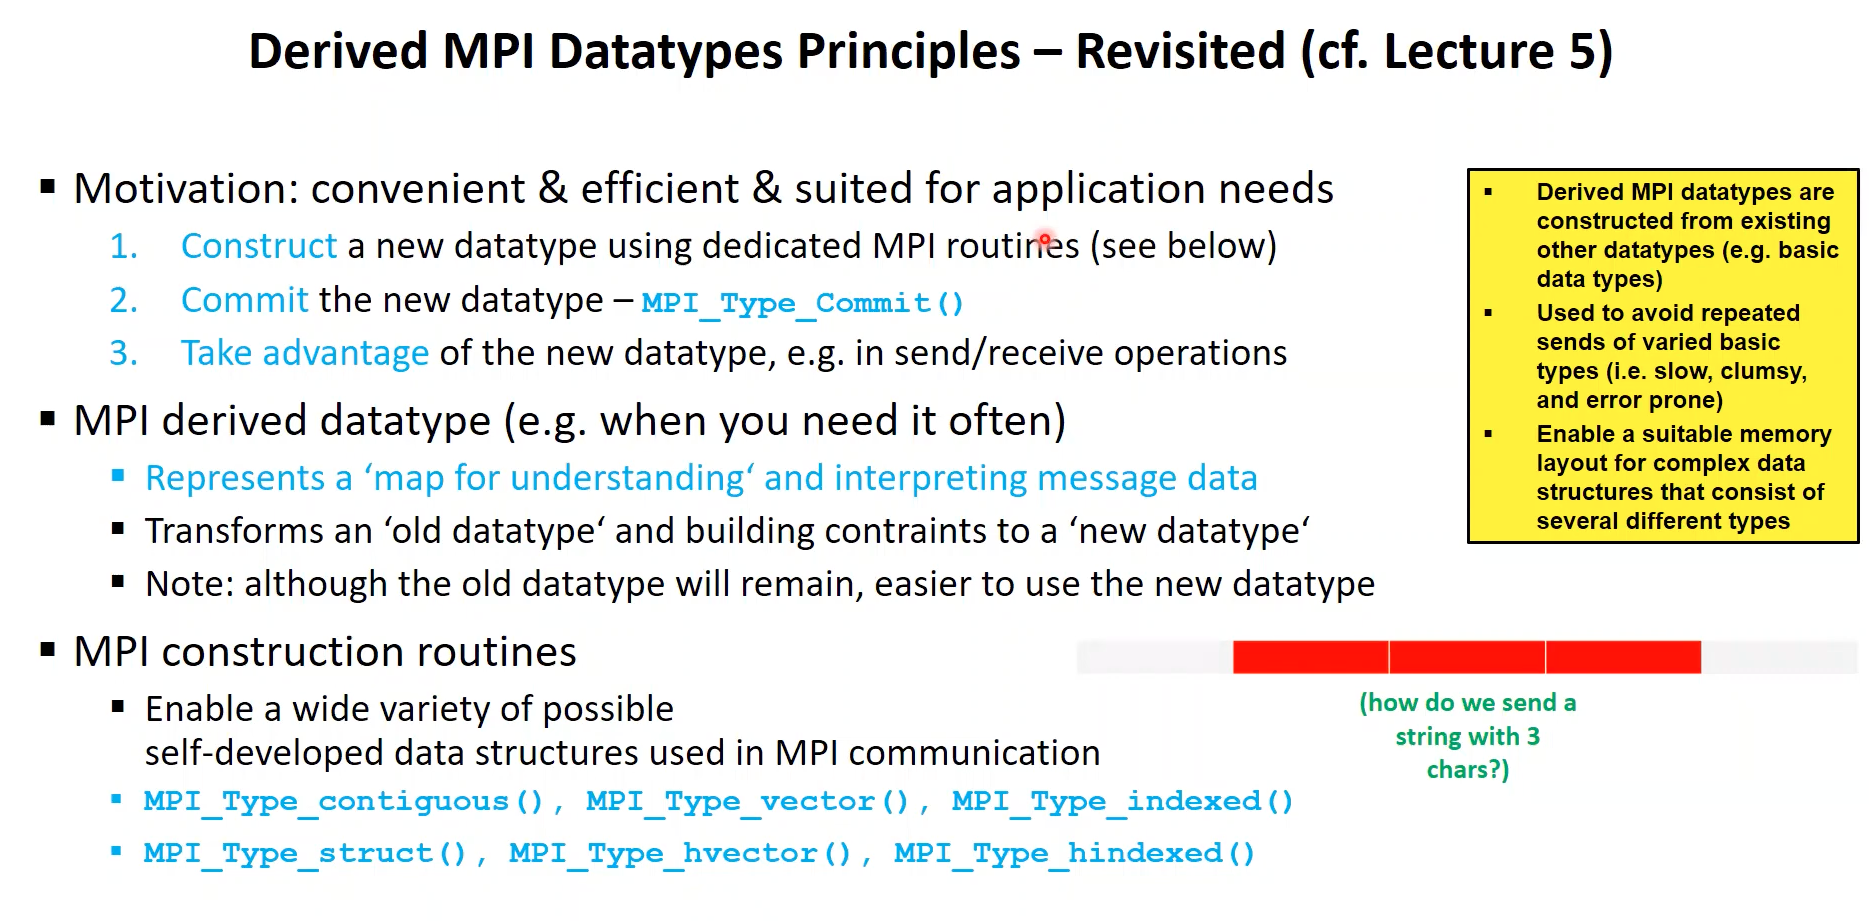 Derived MPI Datatypes Principles – Revisited (cf. Lecture 5)
▪ Motivation: convenient & efficient & suited for application needs
1. Construct a new datatype using dedicated MPI routines (see below)
2. Commit the new datatype – MPI_Type_Commit()
3. Take advantage of the new datatype, e.g. in send/receive operations
▪ MPI derived datatype (e.g. when you need it often)
▪ Represents a ‘map for understanding‘ and interpreting message data
▪ Transforms an ‘old datatype‘ and building contraints to a ‘new datatype‘
▪ Note: although the old datatype will remain, easier to use the new datatype
▪ MPI construction routines
▪ Enable a wide variety of possible
self-developed data structures used in MPI communication
▪ MPI_Type_contiguous(), MPI_Type_vector(), MPI_Type_indexed()
▪ MPI_Type_struct(), MPI_Type_hvector(), MPI_Type_hindexed()
▪ Derived MPI datatypes are
constructed from existing
other datatypes (e.g. basic
data types)
▪ Used to avoid repeated
sends of varied basic
types (i.e. slow, clumsy,
and error prone)
▪ Enable a suitable memory
layout for complex data
structures that consist of
several different types
(how do we send a
string with 3
chars?)